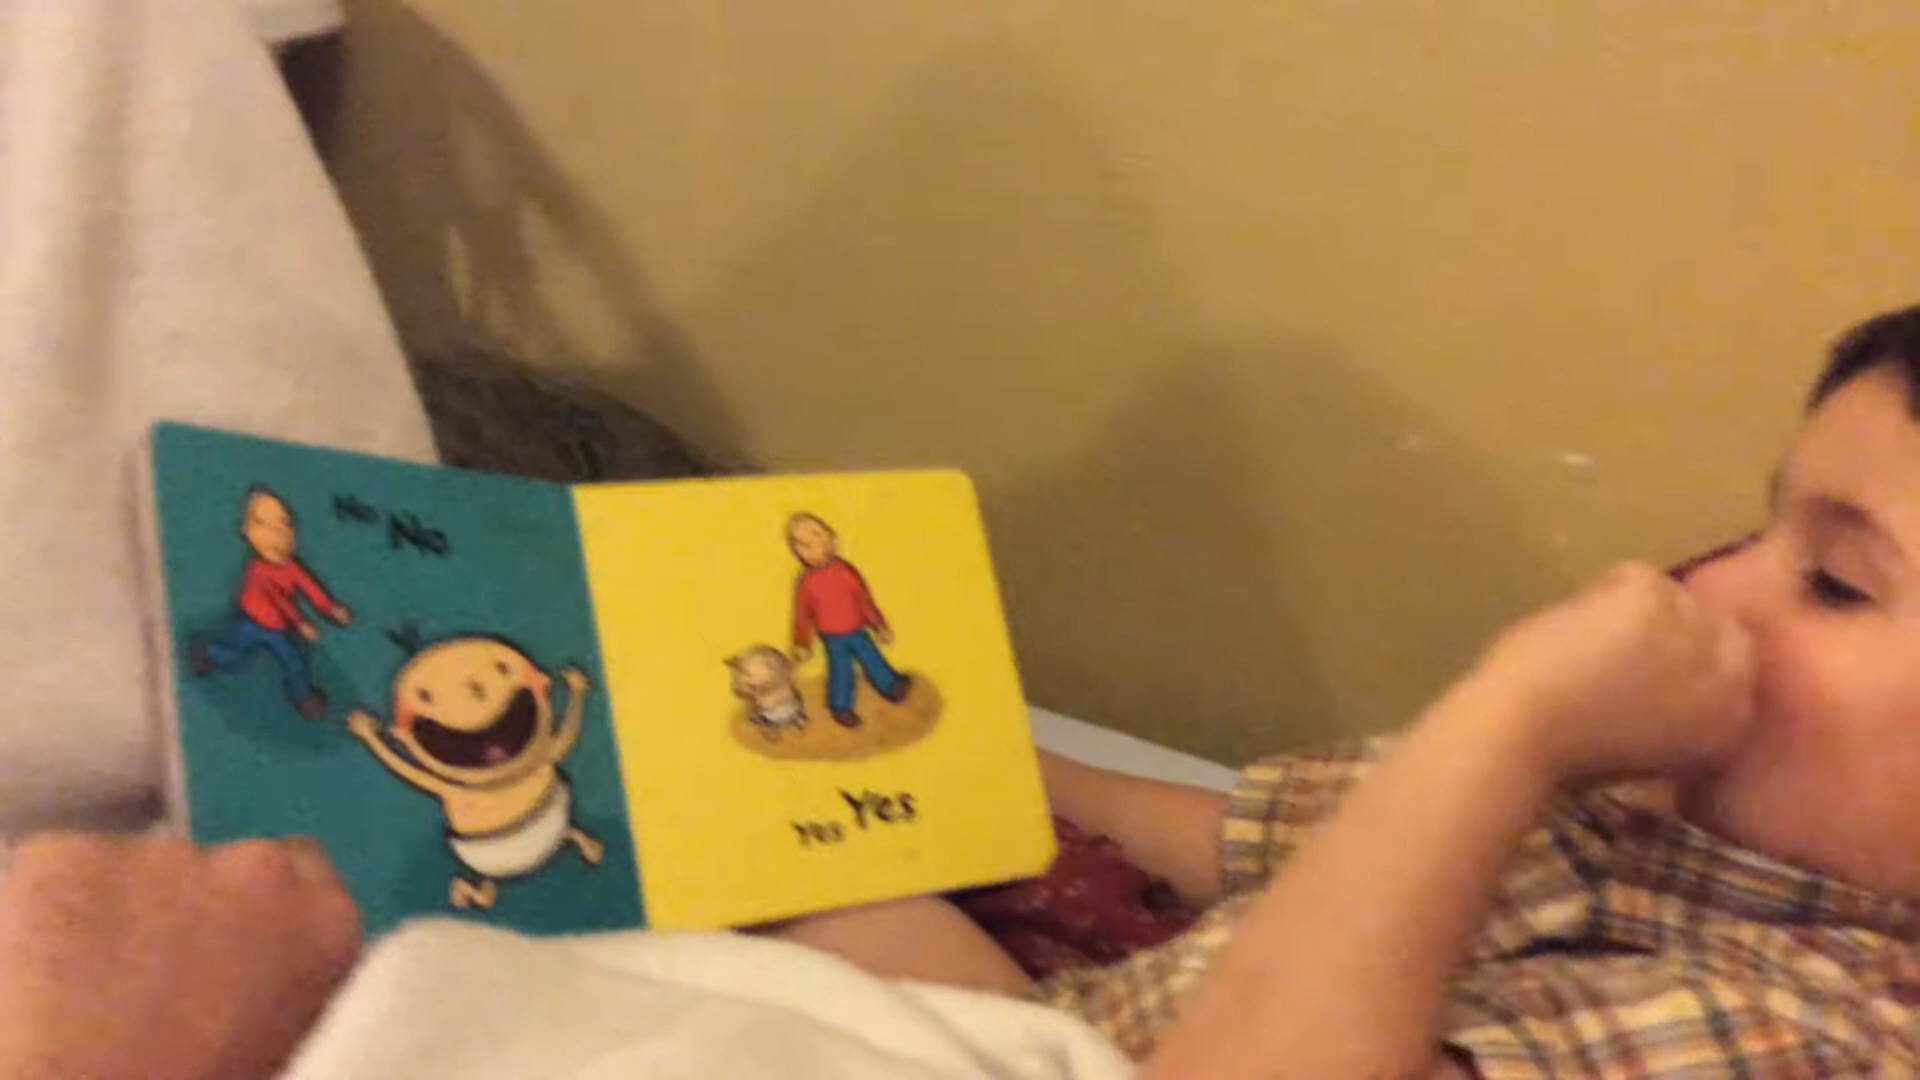 No No
Yes Yes